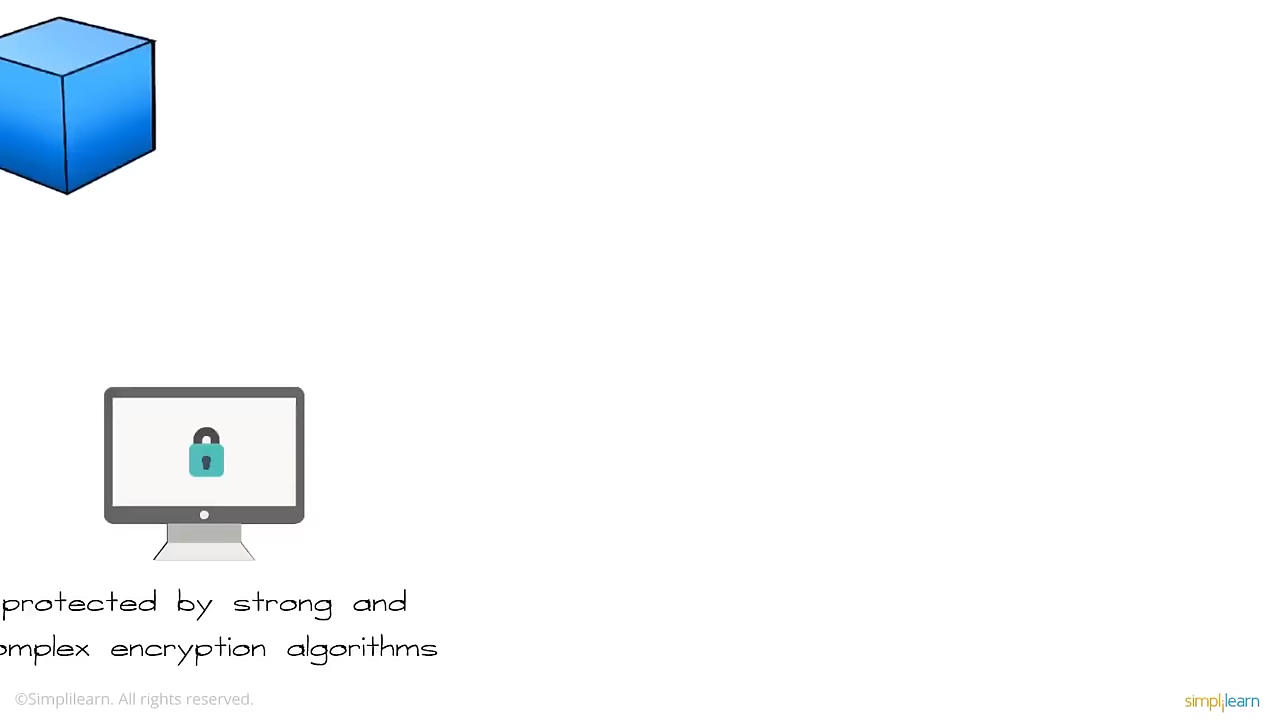 protected by strong and
omplex encryption algorithms
©Simplilearn. All rights reserved.
simplilearn